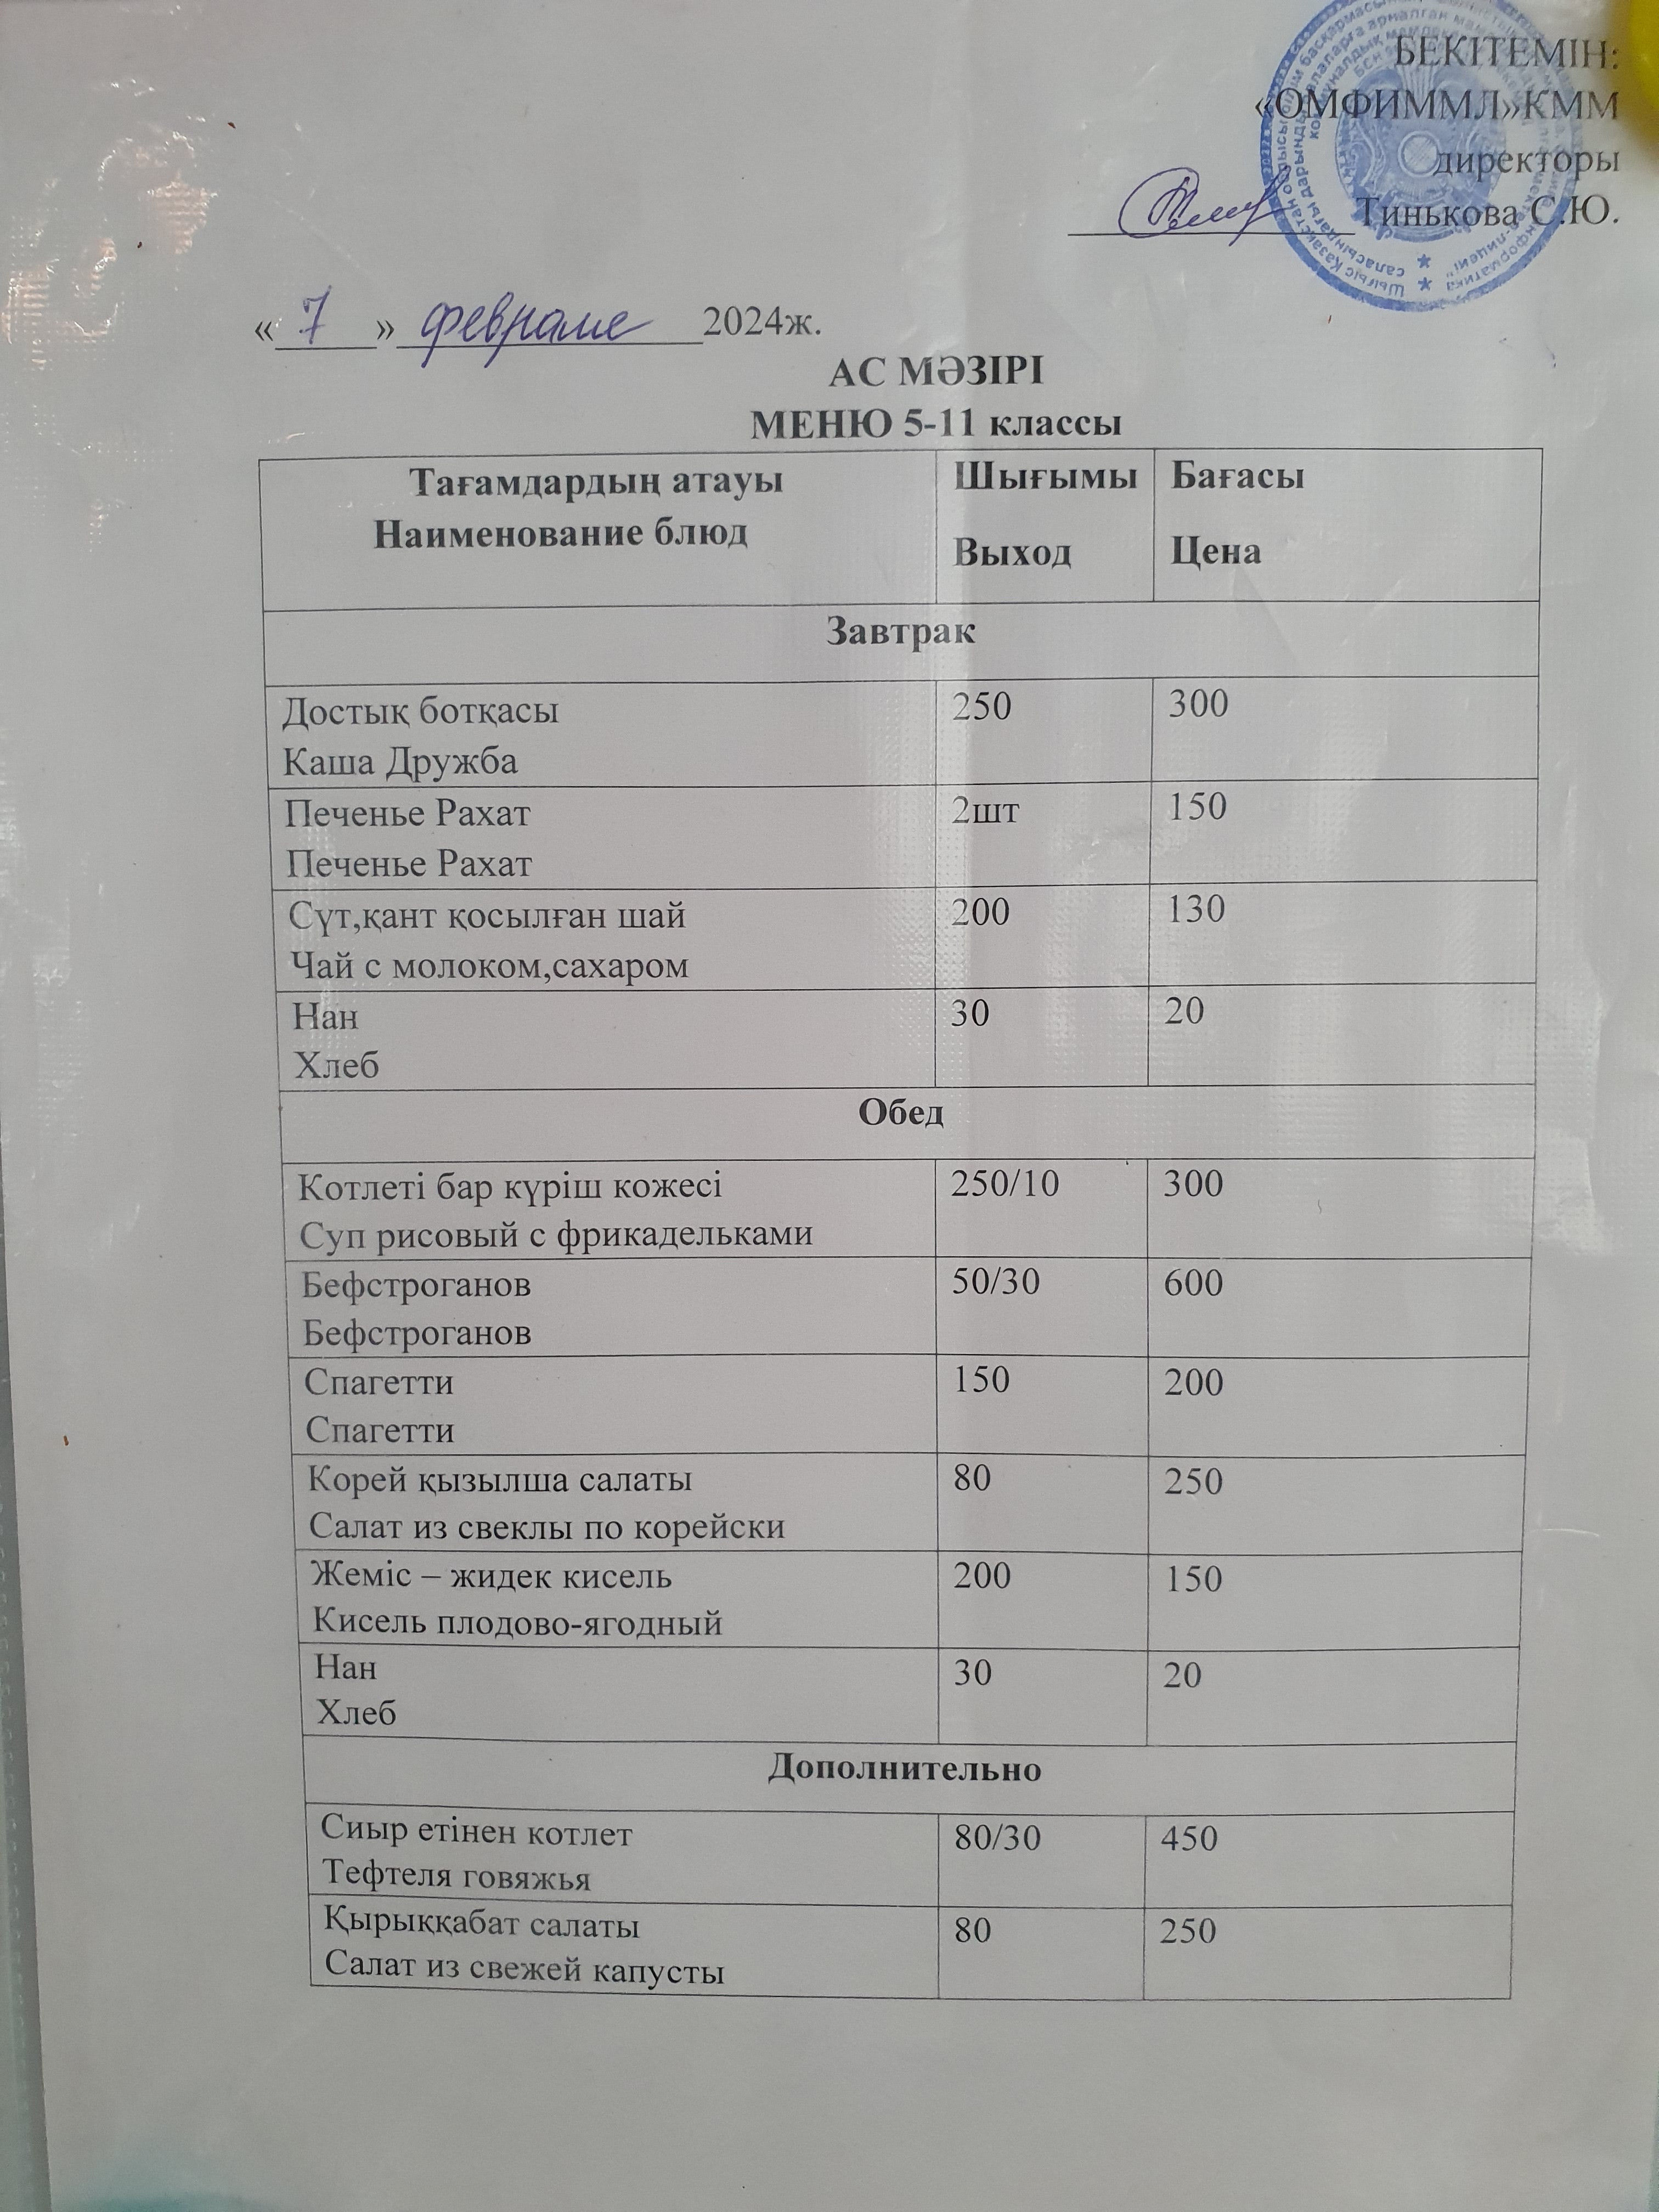 БЕКІТЕМІН:
«ОМФИММЛ»КММ
директоры
Тинькова С.Ю.
« 7 » феврале 2024ж.
АС МӘЗІРІ
МЕНЮ 5-11 классы
Тағамдардың атауы Шығымы Бағасы
Наименование блюд Выход Цена
Завтрак
Достық ботқасы 250 300
Каша Дружба
Печенье Рахат 2шт 150
Печенье Рахат
Сүт,қант қосылған шай 200 130
Чай с молоком,сахаром
Нан 30 20
Хлеб
Обед
Котлеті бар күріш кожесі 250/10 300
Суп рисовый с фрикадельками
Бефстроганов 50/30 600
Бефстроганов
Спагетти 150 200
Спагетти
Корей қызылша салаты 80 250
Салат из свеклы по корейски
Жеміс – жидек кисель 200 150
Кисель плодово-ягодный
Нан 30 20
Хлеб
Дополнительно
Сиыр етінен котлет 80/30 450
Тефтеля говяжья
Қырыққабат салаты 80 250
Салат из свежей капусты